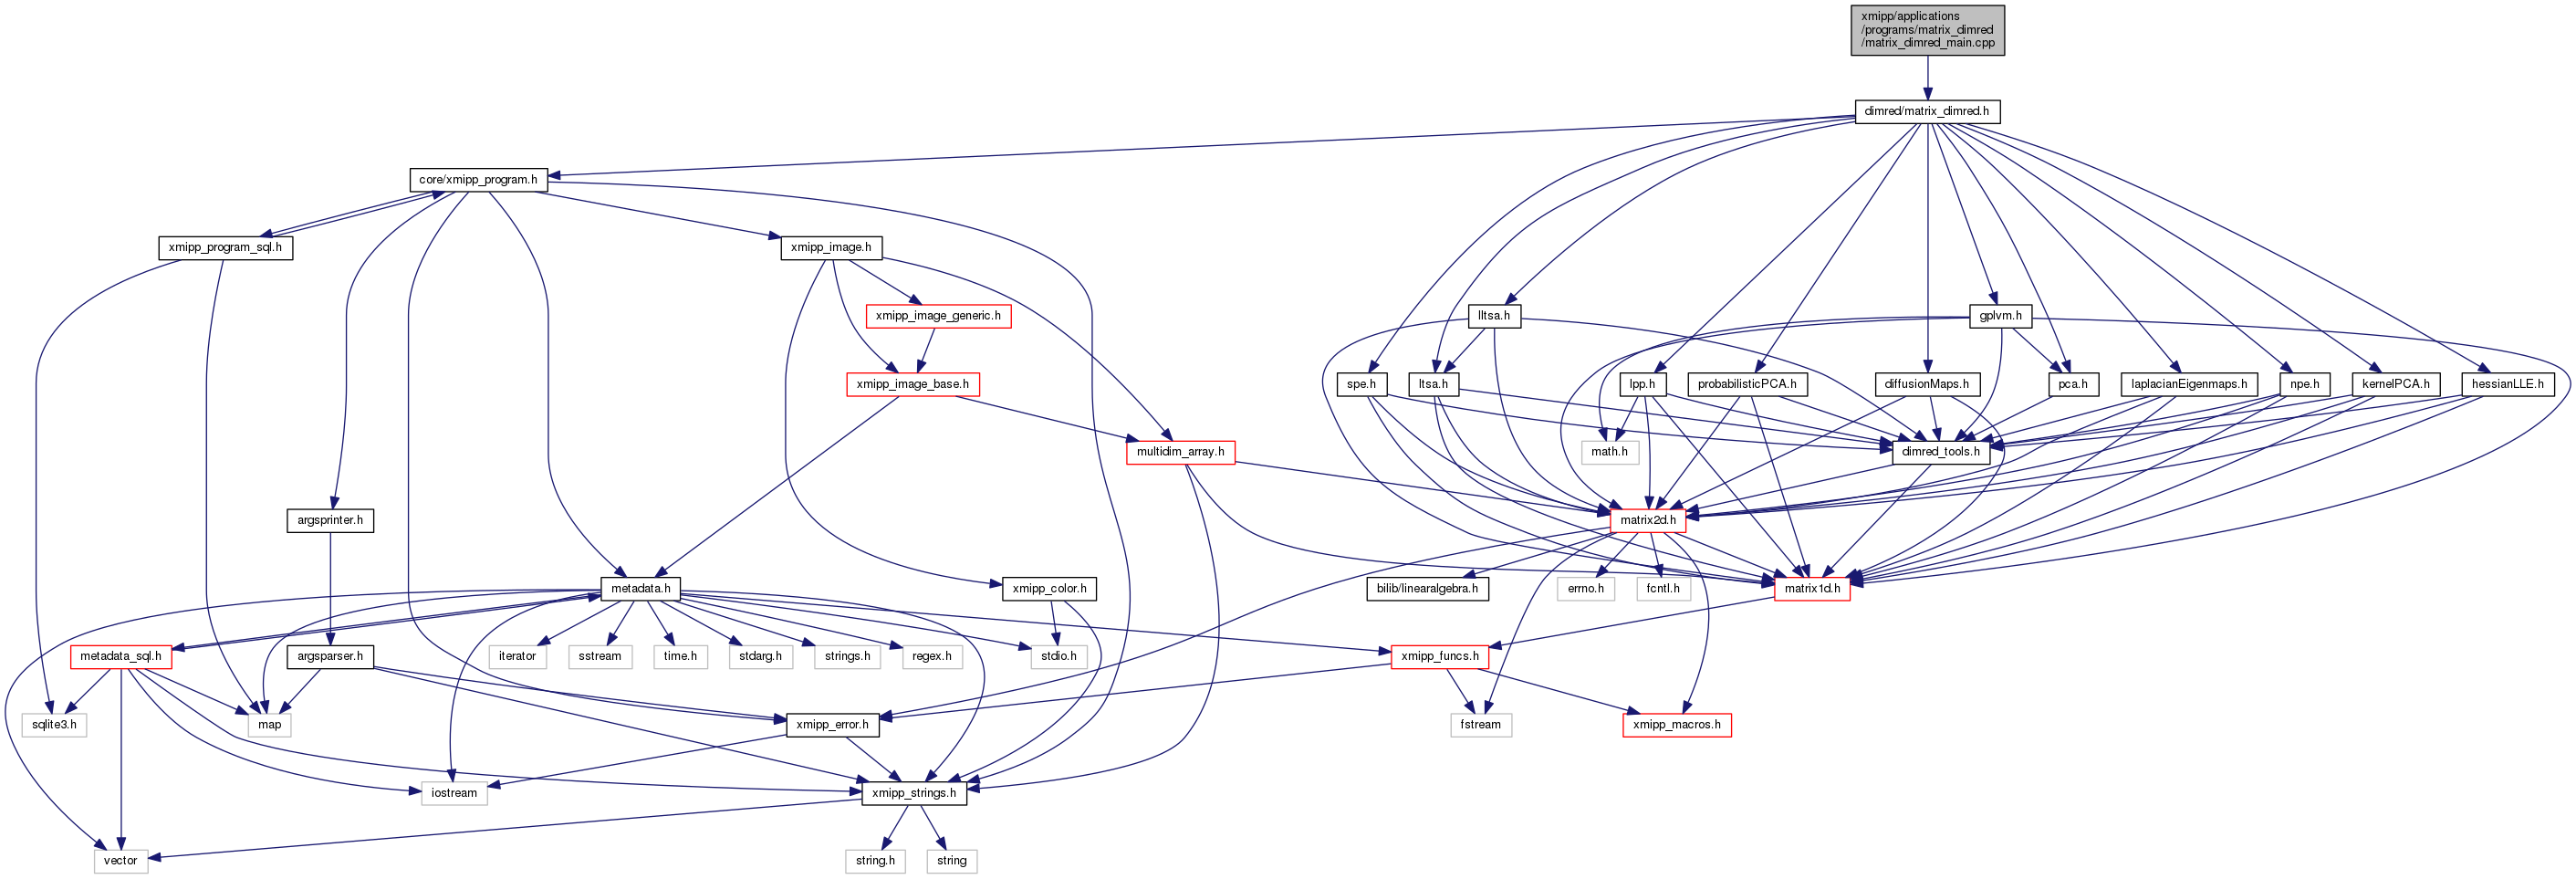 xmipp/applications
/programs/matrix_dimred
/matrix_dimred_main.cpp
dimred/matrix_dimred.h
core/xmipp_program.h
xmipp_program_sql.h
xmipp_image.h
xmipp_image_generic.h
lltsa.h
gplvm.h
xmipp_image_base.h
spe.h
ltsa.h
lpp.h
probabilisticPCA.h
diffusionMaps.h
pca.h
laplacianEigenmaps.h
npe.h
kernelPCA.h
hessianLLE.h
multidim_array.h
math.h
dimred_tools.h
argsprinter.h
matrix2d.h
metadata.h
xmipp_color.h
bilib/linearalgebra.h
errno.h
fcntl.h
matrix1d.h
metadata_sql.h
argsparser.h
iterator
sstream
time.h
stdarg.h
strings.h
regex.h
stdio.h
xmipp_funcs.h
sqlite3.h
map
xmipp_error.h
fstream
xmipp_macros.h
iostream
xmipp_strings.h
vector
string.h
string